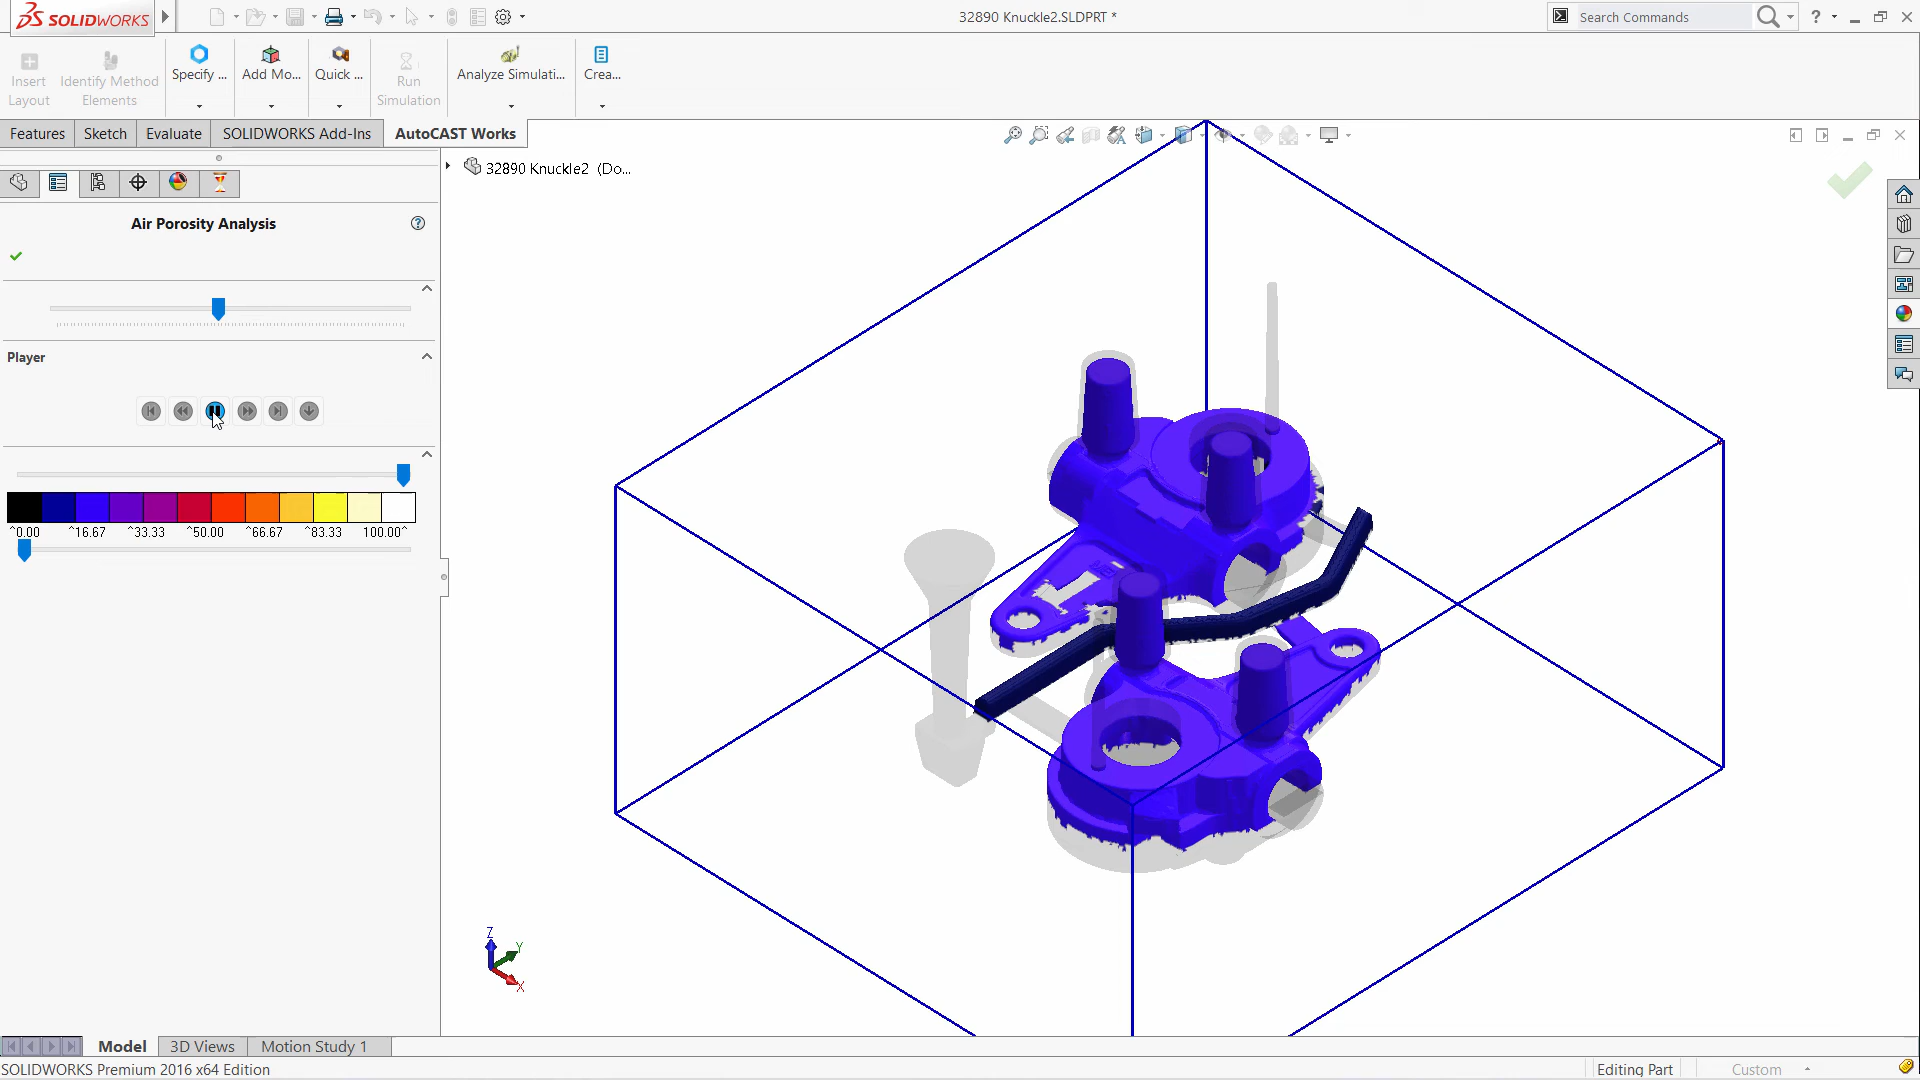 SOLIDWORKS
32890 Knuckle2.SLDPRT *
Search Commands
?
Insert Layout
Identify Method Elements
Specify ...
Add Mo...
Quick ...
Run Simulation
Analyze Simulati...
Crea...
Features
Sketch
Evaluate
SOLIDWORKS Add-Ins
AutoCAST Works
32890 Knuckle2 (Do...
Air Porosity Analysis
?
Player
^0.00 ^16.67 ^33.33 ^50.00 ^66.67 ^83.33 100.00^
Z
Y
X
Model
3D Views
Motion Study 1
SOLIDWORKS Premium 2016 x64 Edition
Editing Part
Custom